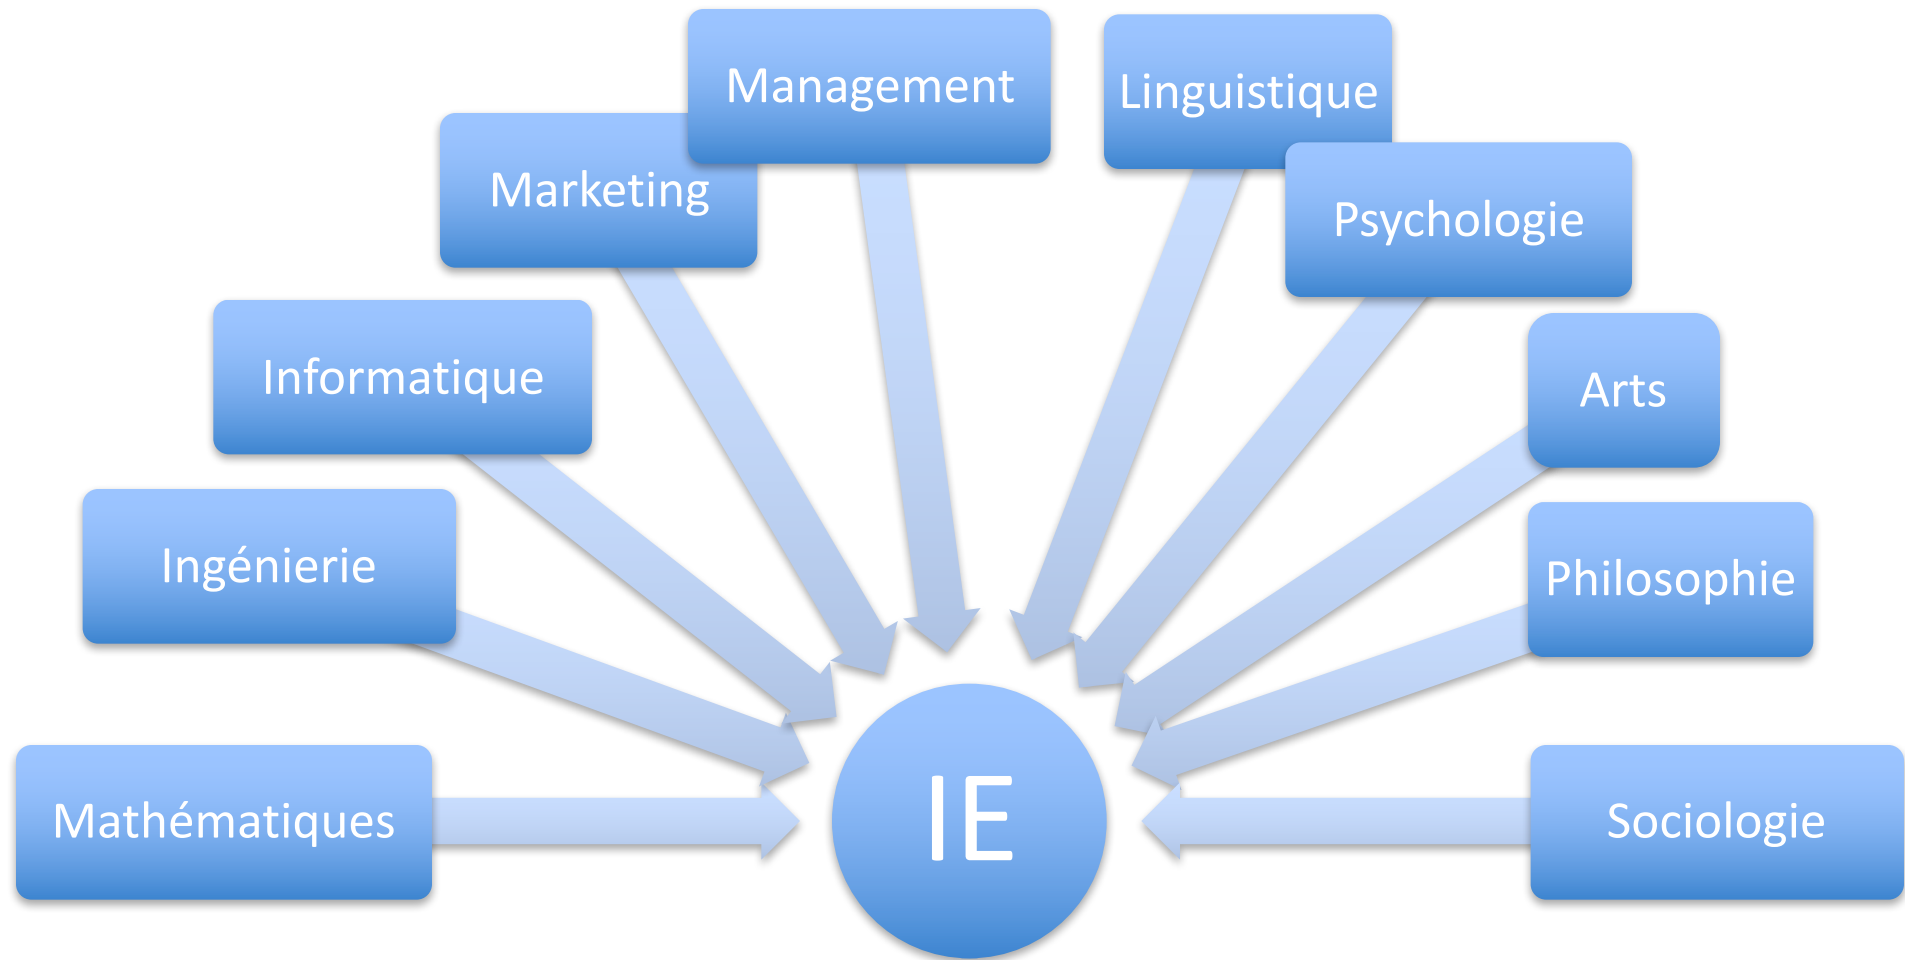 Management
Linguistique
Marketing
Psychologie
Informatique
Arts
Ingénierie
Philosophie
Mathématiques
IE
Sociologie